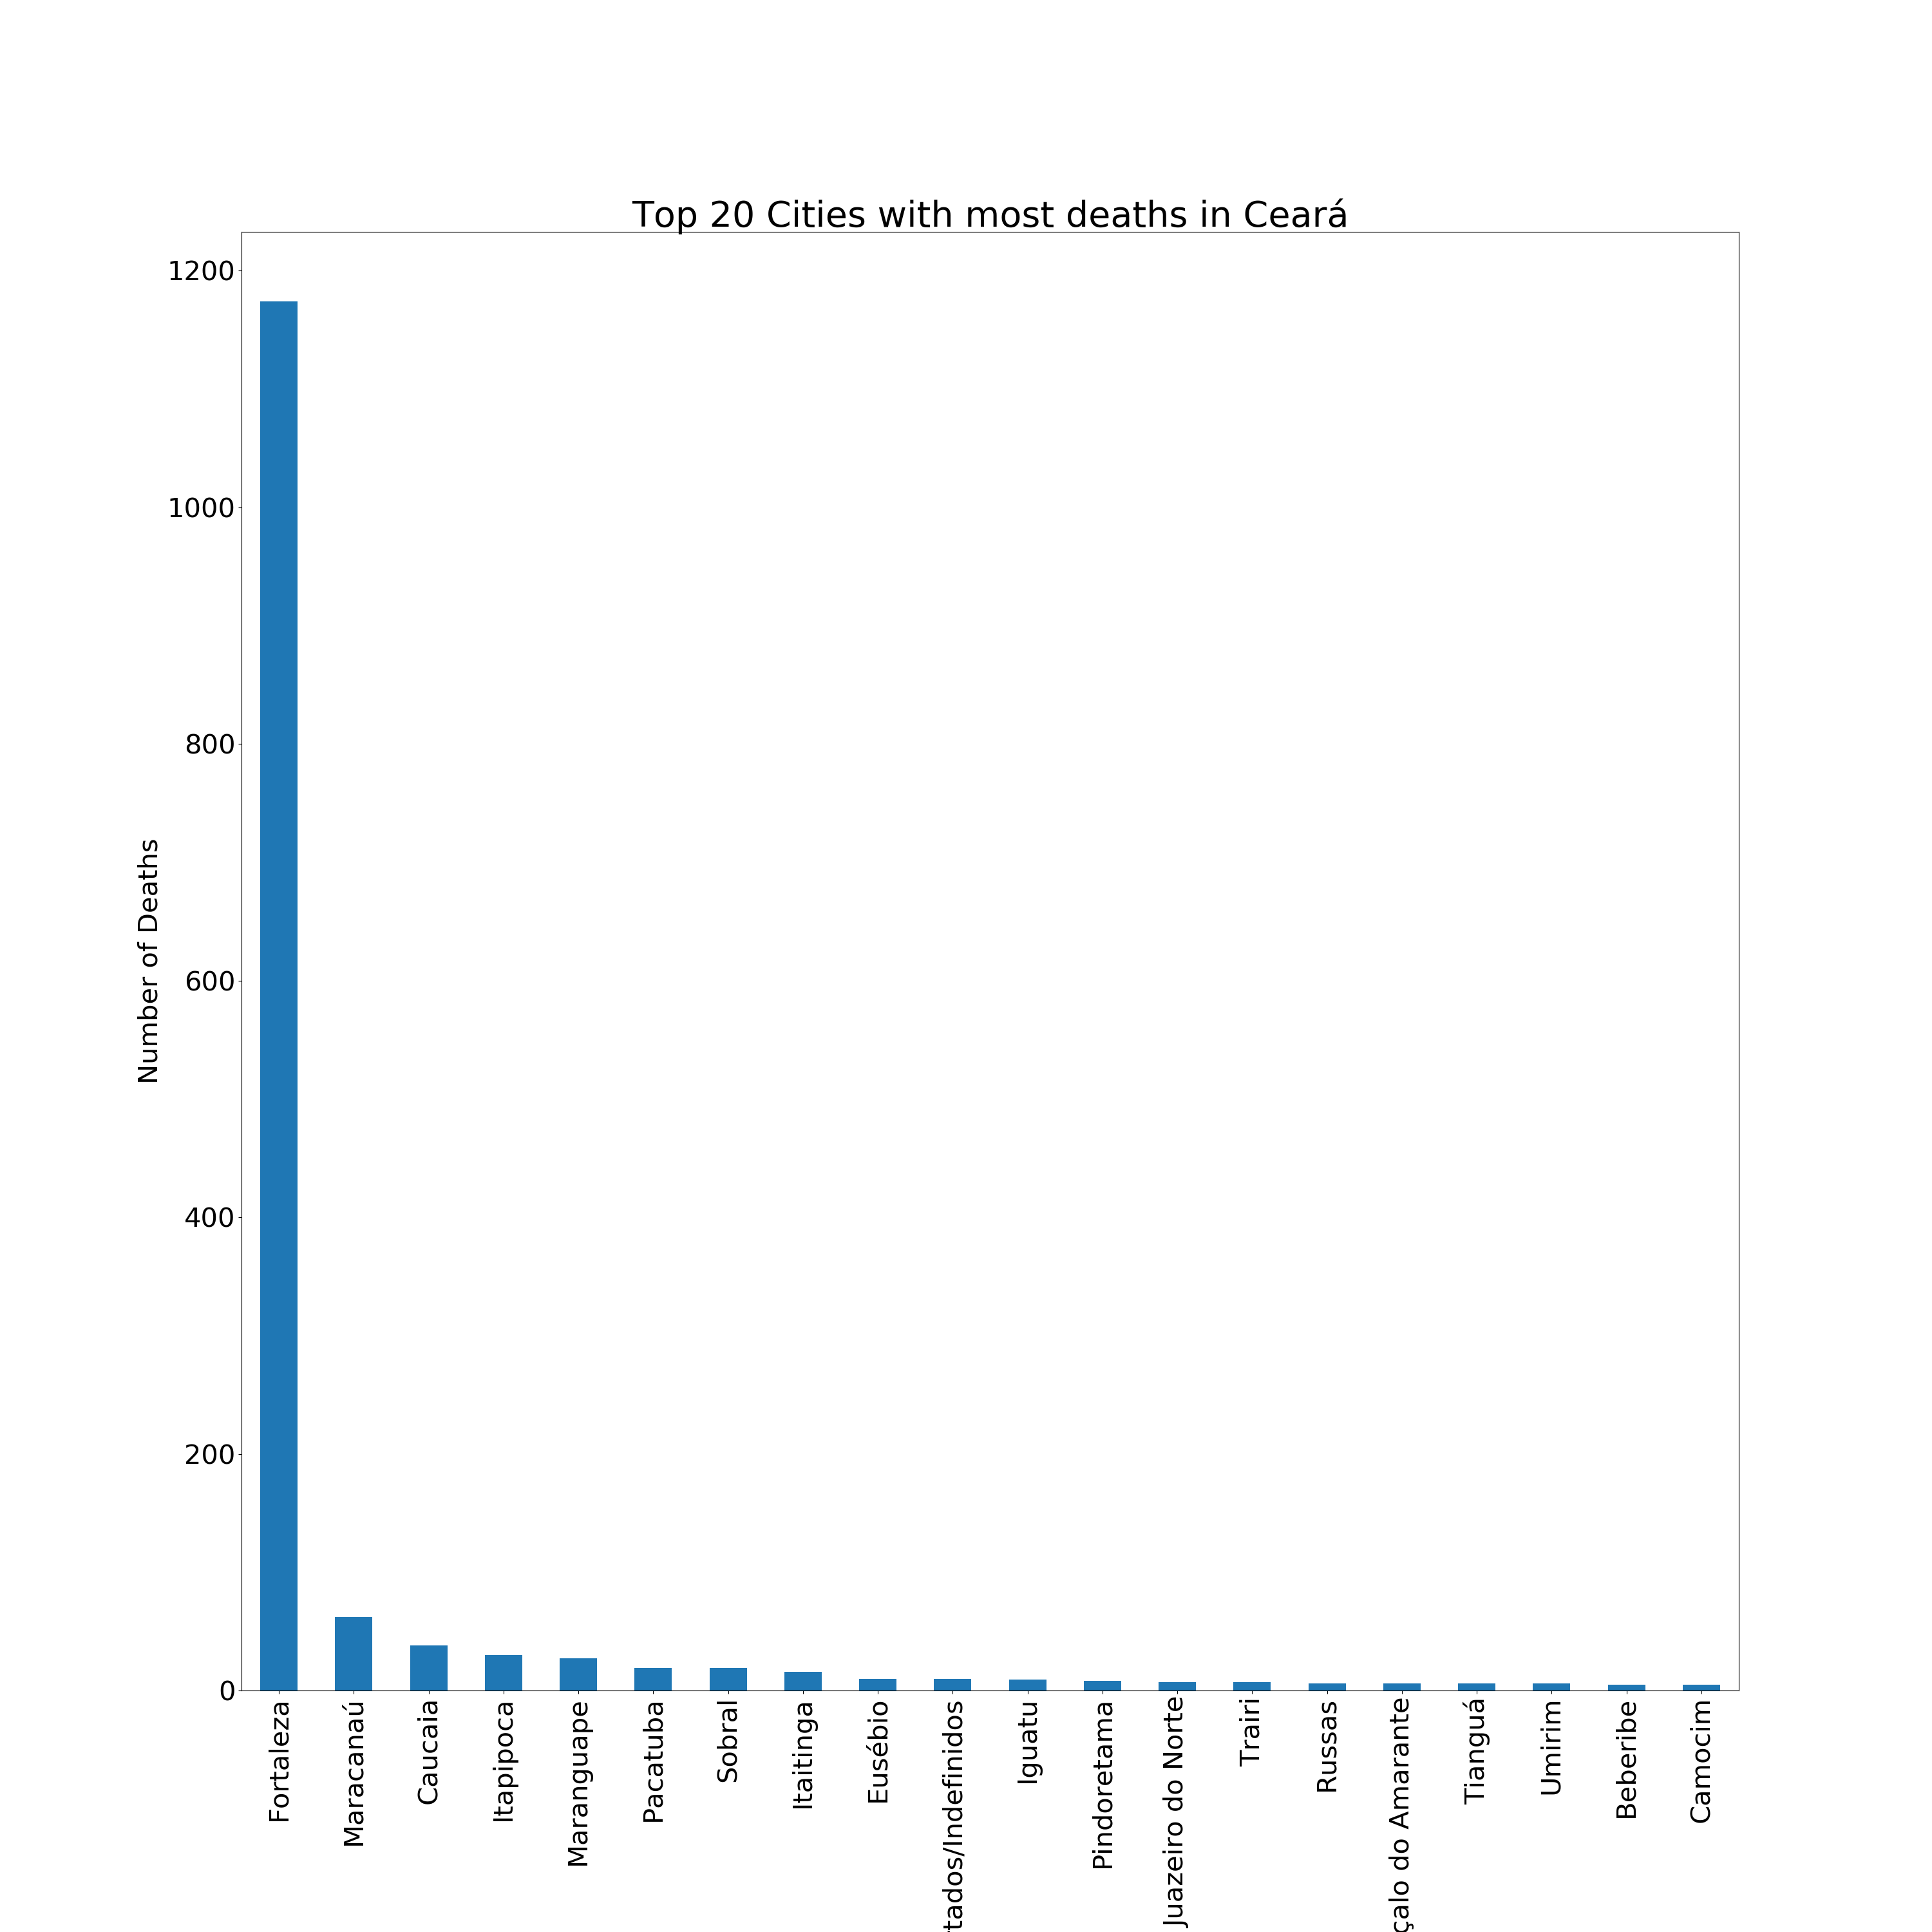 Top 20 Cities with most deaths in Ceará
1200
1000
800
600
400
200
0
Number of Deaths
Fortaleza
Maracanaú
Caucaia
Itapipoca
Maranguape
Pacatuba
Sobral
Itaitinga
Eusébio
tados/Indefinidos
Iguatu
Pindoretama
Juazeiro do Norte
Trairi
Russas
çalo do Amarante
Tianguá
Umirim
Beberibe
Camocim